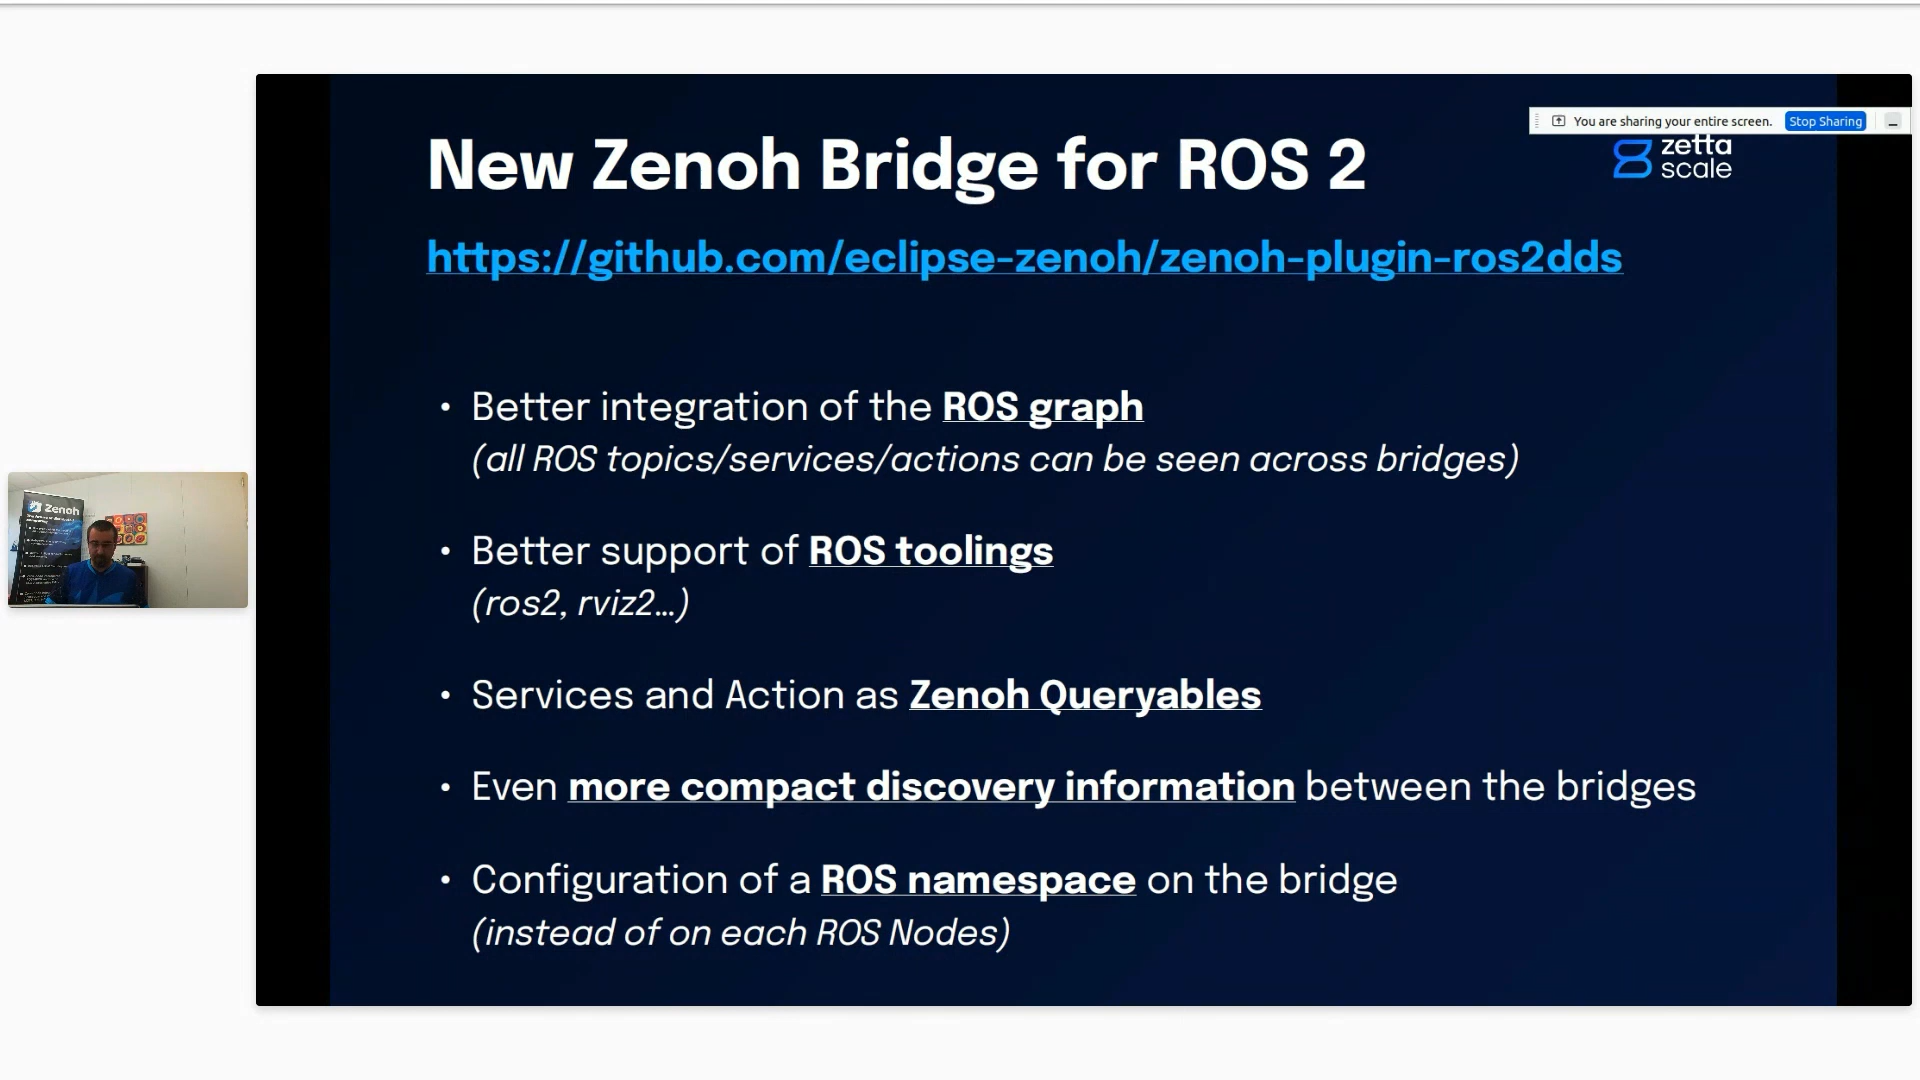 You are sharing your entire screen. Stop Sharing
zetta
scale
New Zenoh Bridge for ROS 2
https://github.com/eclipse-zenoh/zenoh-plugin-ros2dds
• Better integration of the ROS graph
(all ROS topics/services/actions can be seen across bridges)
• Better support of ROS toolings
(ros2, rviz2...)
• Services and Action as Zenoh Queryables
• Even more compact discovery information between the bridges
• Configuration of a ROS namespace on the bridge
(instead of on each ROS Nodes)
Zenoh